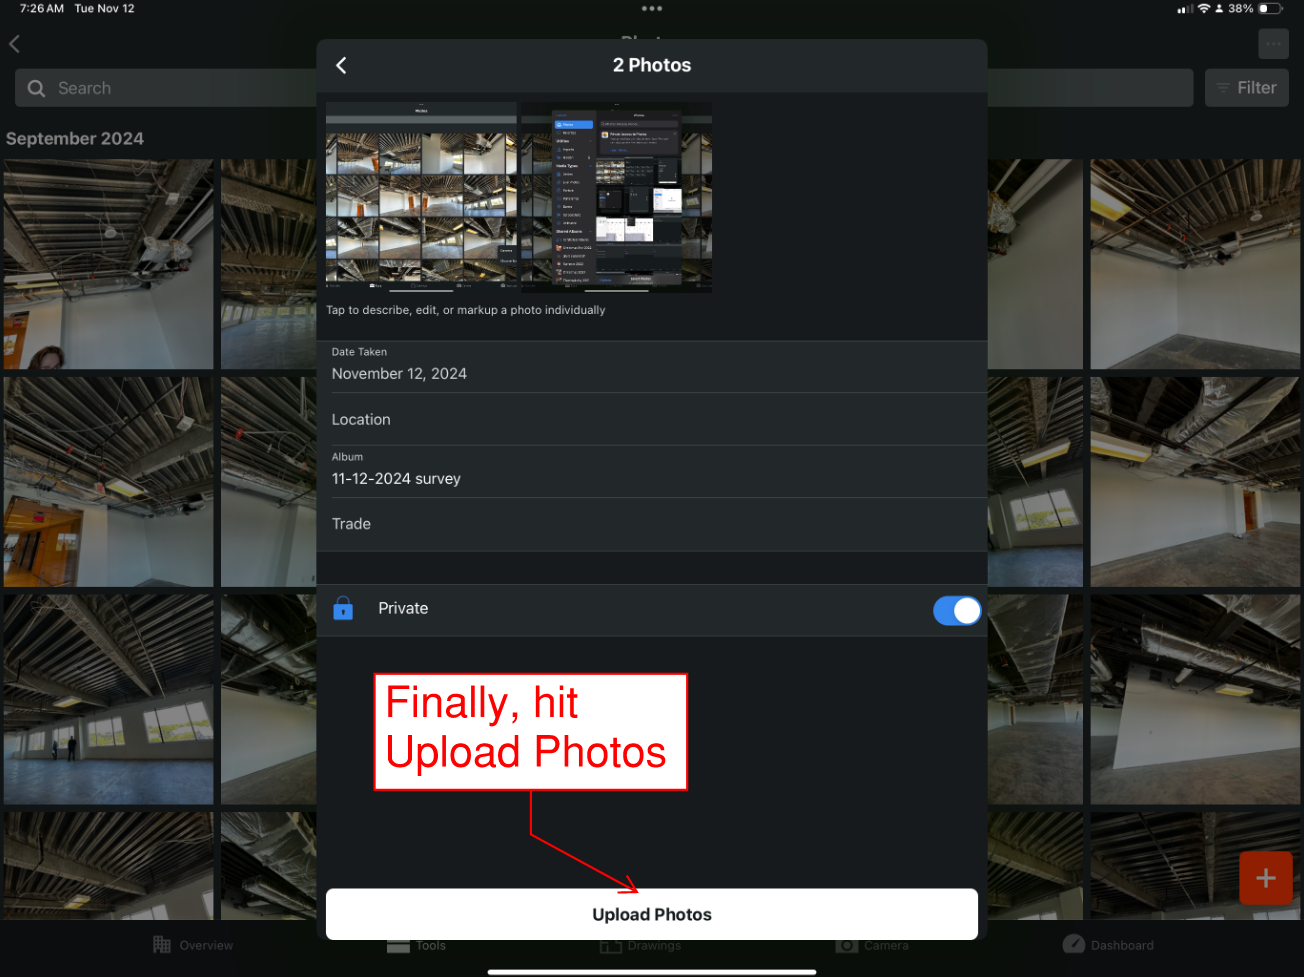 7:26 AM Tue Nov 12
38%
2 Photos
Search
Filter
September 2024
Photos
Tap to describe, edit, or markup a photo individually
Date Taken
November 12, 2024
Location
Album
11-12-2024 survey
Trade
Private
Finally, hit
Upload Photos
Upload Photos
Overview
Tools
Drawings
Camera
Dashboard